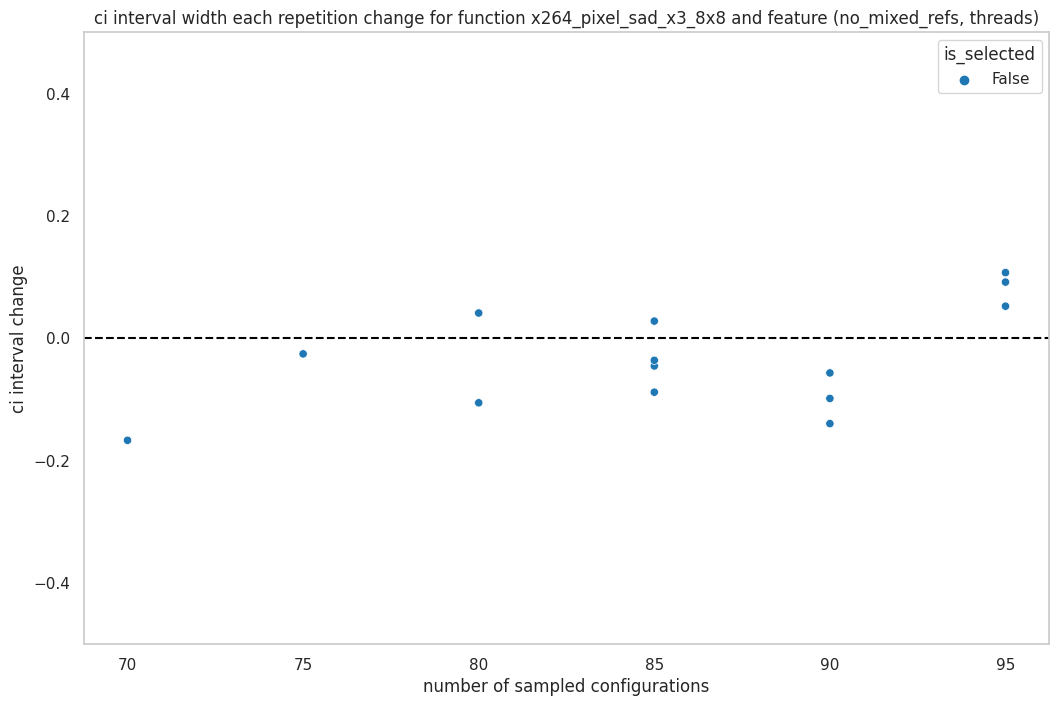 ci interval width each repetition change for function x264_pixel_sad_x3_8x8 and feature (no_mixed_refs, threads)
is_selected
False
0.4
0.2
0.0
−0.2
−0.4
ci interval change
70 75 80 85 90 95
number of sampled configurations